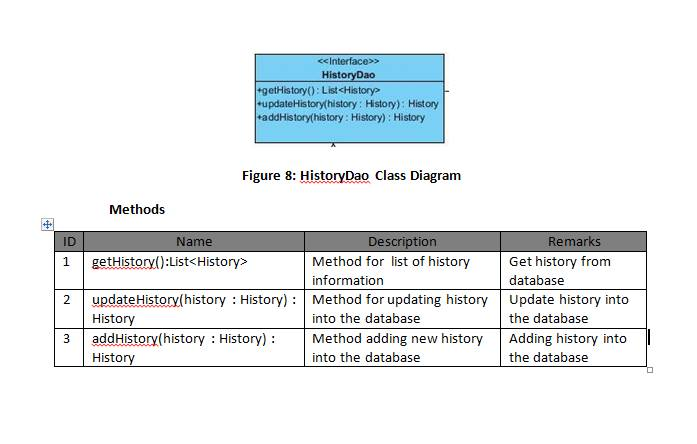 <<Interface>>
HistoryDao
+getHistory() : List<History>
+updateHistory(history : History) : History
+addHistory(history : History) : History
Figure 8: HistoryDao Class Diagram
Methods
ID Name Description Remarks
1 getHistory():List<History> Method for list of history information Get history from database
2 updateHistory(history : History) : History Method for updating history into the database Update history into the database
3 addHistory(history : History) : History Method adding new history into the database Adding history into the database